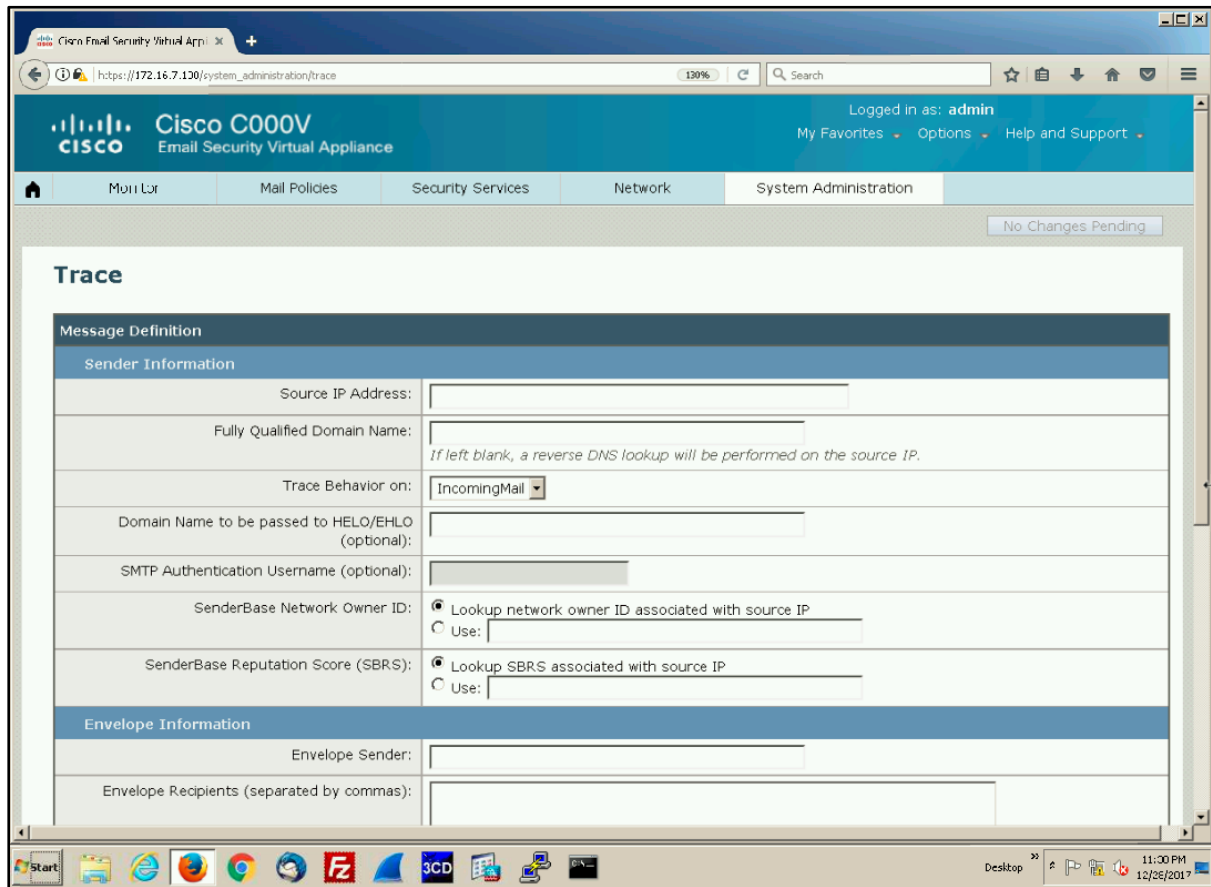 Cisco Email Security Virtual Appli
https://172.16.7.130/system_administration/trace
130%
Search
Logged in as: admin
CISCO
Cisco C000V
Email Security Virtual Appliance
My Favorites
Options
Help and Support
Monitor
Mail Policies
Security Services
Network
System Administration
No Changes Pending
Trace
Message Definition
Sender Information
Source IP Address:
Fully Qualified Domain Name:
If left blank, a reverse DNS lookup will be performed on the source IP.
Trace Behavior on:
IncomingMail
Domain Name to be passed to HELO/EHLO
(optional):
SMTP Authentication Username (optional):
SenderBase Network Owner ID:
Lookup network owner ID associated with source IP
Use:
SenderBase Reputation Score (SBRS):
Lookup SBRS associated with source IP
Use:
Envelope Information
Envelope Sender:
Envelope Recipients (separated by commas):
Start
3CD
Desktop
11:00 PM
12/26/2017